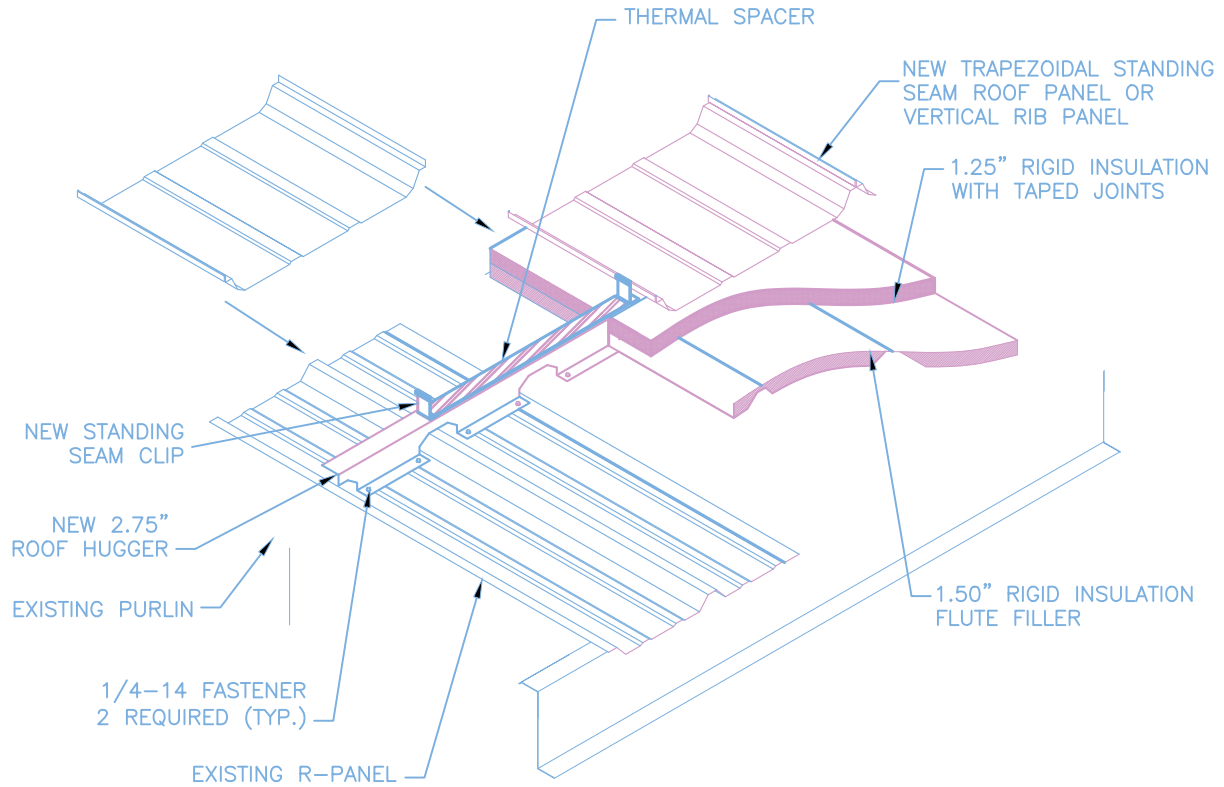 THERMAL SPACER
NEW TRAPEZOIDAL STANDING
SEAM ROOF PANEL OR
VERTICAL RIB PANEL
1.25” RIGID INSULATION
WITH TAPED JOINTS
NEW STANDING
SEAM CLIP
NEW 2.75”
ROOF HUGGER
EXISTING PURLIN
1.50” RIGID INSULATION
FLUTE FILLER
1/4–14 FASTENER
2 REQUIRED (TYP.)
EXISTING R–PANEL